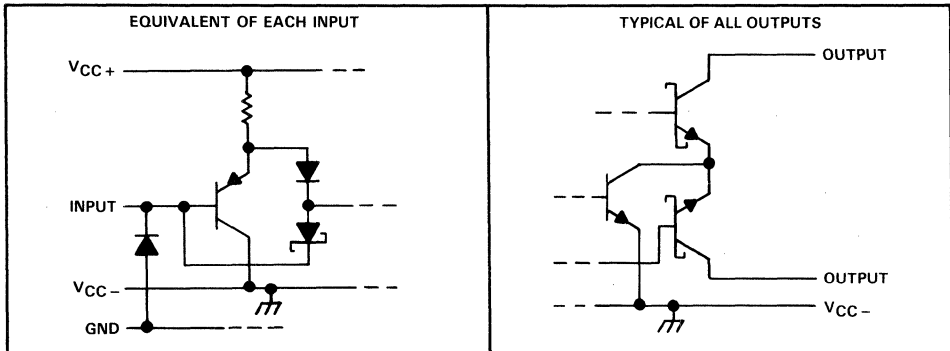 EQUIVALENT OF EACH INPUT
VCC+
INPUT
VCC−
GND
TYPICAL OF ALL OUTPUTS
OUTPUT
OUTPUT
VCC−